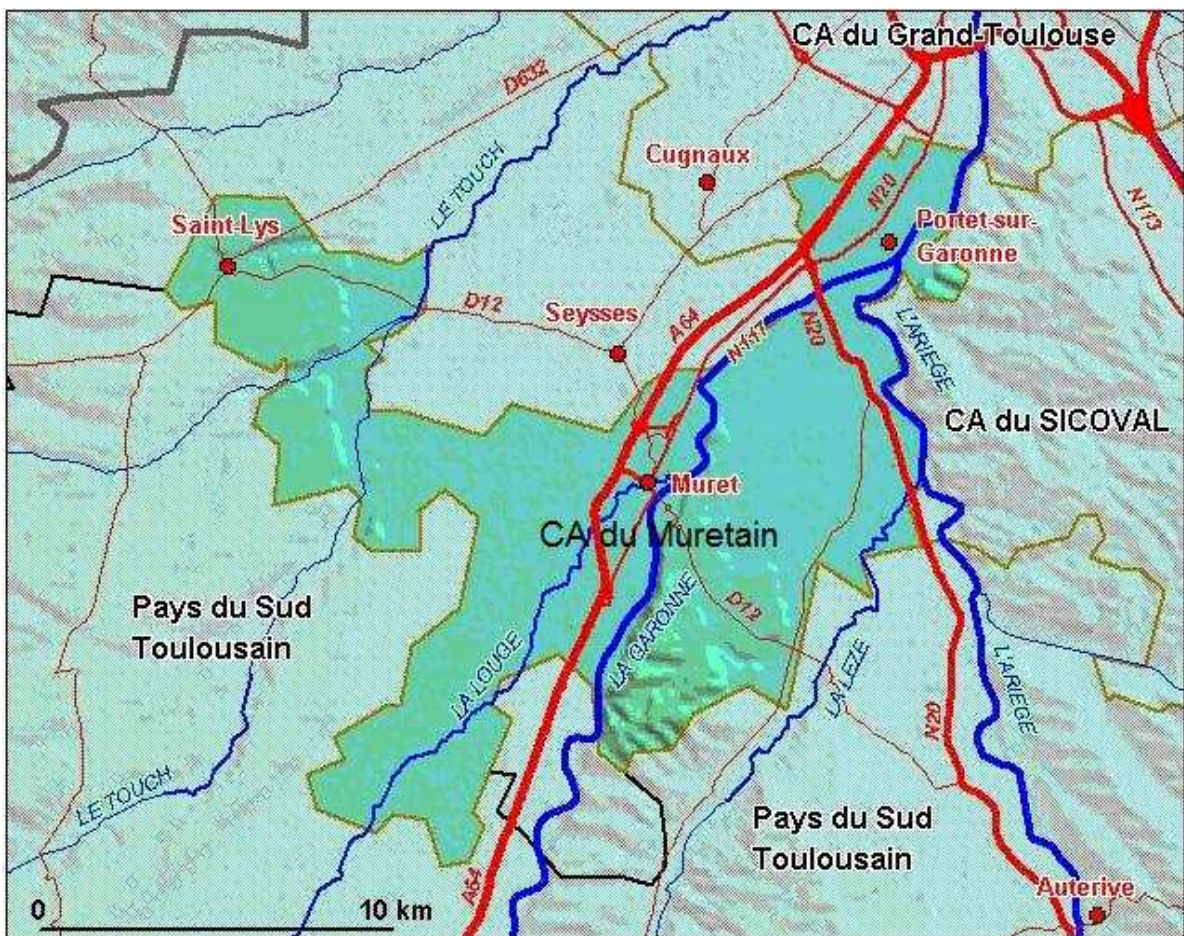 CA du Grand-Toulouse
D632
LE TOUCH
Cugnaux
N20
N113
Saint-Lys
Portet-sur-
Garonne
D12
Seysses
A64
N117
N20
L'ARIEGE
CA du SICOVAL
Muret
CA du Muretain
Pays du Sud
Toulousain
LA GARONNE
D12
LA LOUGE
LA LEZE
L'ARIEGE
N20
LE TOUCH
Pays du Sud
Toulousain
A64
Auterive
0
10 km